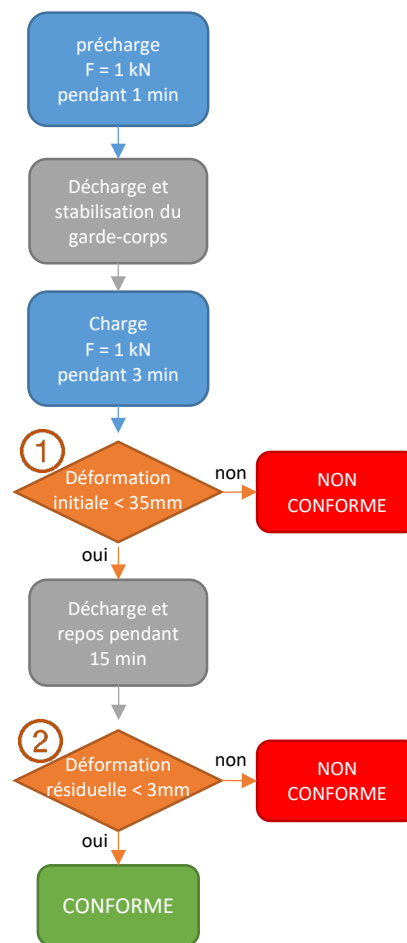 précharge
F = 1 kN
pendant 1 min
Décharge et
stabilisation du
garde-corps
Charge
F = 1 kN
pendant 3 min
1
Déformation
initiale < 35mm
non
NON
CONFORME
oui
Décharge et
repos pendant
15 min
2
Déformation
résiduelle < 3mm
non
NON
CONFORME
oui
CONFORME